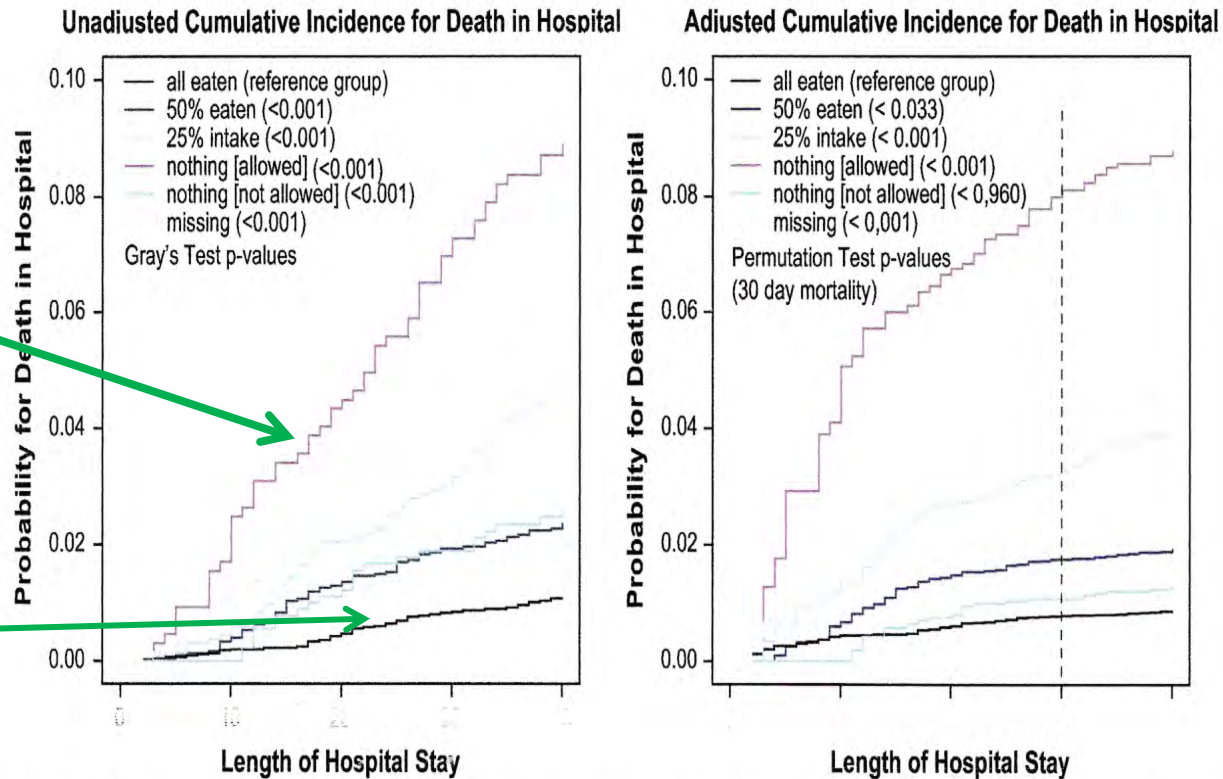 Unadiusted Cumulative Incidence for Death in Hospital
Probability for Death in Hospital
0.10
0.08
0.06
0.04
0.02
0.00
all eaten (reference group)
50% eaten (<0.001)
25% intake (<0.001)
nothing [allowed] (<0.001)
nothing [not allowed] (<0.001)
missing (<0.001)
Gray's Test p-values
10
20
Length of Hospital Stay
Adiusted Cumulative Incidence for Death in Hospital
Probability for Death in Hospital
0.10
0.08
0.06
0.04
0.02
0.00
all eaten (reference group)
50% eaten (< 0.033)
25% intake (< 0.001)
nothing [allowed] (< 0.001)
nothing [not allowed] (< 0,960)
missing (< 0,001)
Permutation Test p-values
(30 day mortality)
Length of Hospital Stay